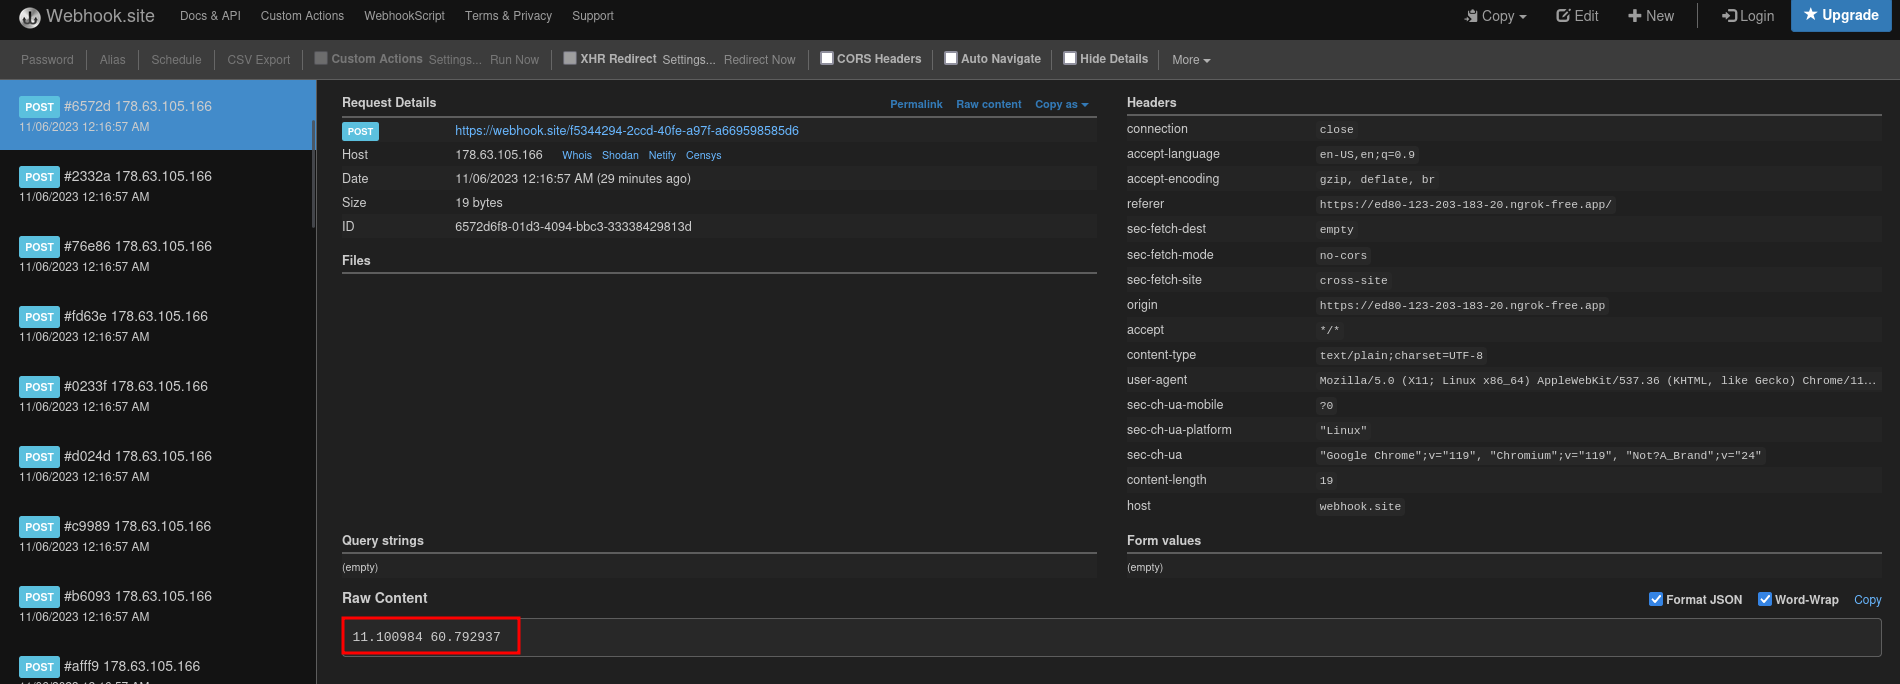 Webhook.site Docs & API Custom Actions WebhookScript Terms & Privacy Support Copy Edit New Login Upgrade
Password Alias Schedule CSV Export Custom Actions Settings... Run Now XHR Redirect Settings... Redirect Now CORS Headers Auto Navigate Hide Details More
POST #6572d 178.63.105.166
11/06/2023 12:16:57 AM
POST #2332a 178.63.105.166
11/06/2023 12:16:57 AM
POST #76e86 178.63.105.166
11/06/2023 12:16:57 AM
POST #fd63e 178.63.105.166
11/06/2023 12:16:57 AM
POST #0233f 178.63.105.166
11/06/2023 12:16:57 AM
POST #d024d 178.63.105.166
11/06/2023 12:16:57 AM
POST #c9989 178.63.105.166
11/06/2023 12:16:57 AM
POST #b6093 178.63.105.166
11/06/2023 12:16:57 AM
POST #afff9 178.63.105.166
Request Details Permalink Raw content Copy as
POST https://webhook.site/f5344294-2ccd-40fe-a97f-a669598585d6
Host 178.63.105.166 Whois Shodan Netify Censys
Date 11/06/2023 12:16:57 AM (29 minutes ago)
Size 19 bytes
ID 6572d6f8-01d3-4094-bbc3-33338429813d
Files
Headers
connection close
accept-language en-US,en;q=0.9
accept-encoding gzip, deflate, br
referer https://ed80-123-203-183-20.ngrok-free.app/
sec-fetch-dest empty
sec-fetch-mode no-cors
sec-fetch-site cross-site
origin https://ed80-123-203-183-20.ngrok-free.app
accept */*
content-type text/plain;charset=UTF-8
user-agent Mozilla/5.0 (X11; Linux x86_64) AppleWebKit/537.36 (KHTML, like Gecko) Chrome/11...
sec-ch-ua-mobile ?0
sec-ch-ua-platform "Linux"
sec-ch-ua "Google Chrome";v="119", "Chromium";v="119", "Not?A_Brand";v="24"
content-length 19
host webhook.site
Query strings
(empty)
Form values
(empty)
Raw Content Format JSON Word-Wrap Copy
11.100984 60.792937